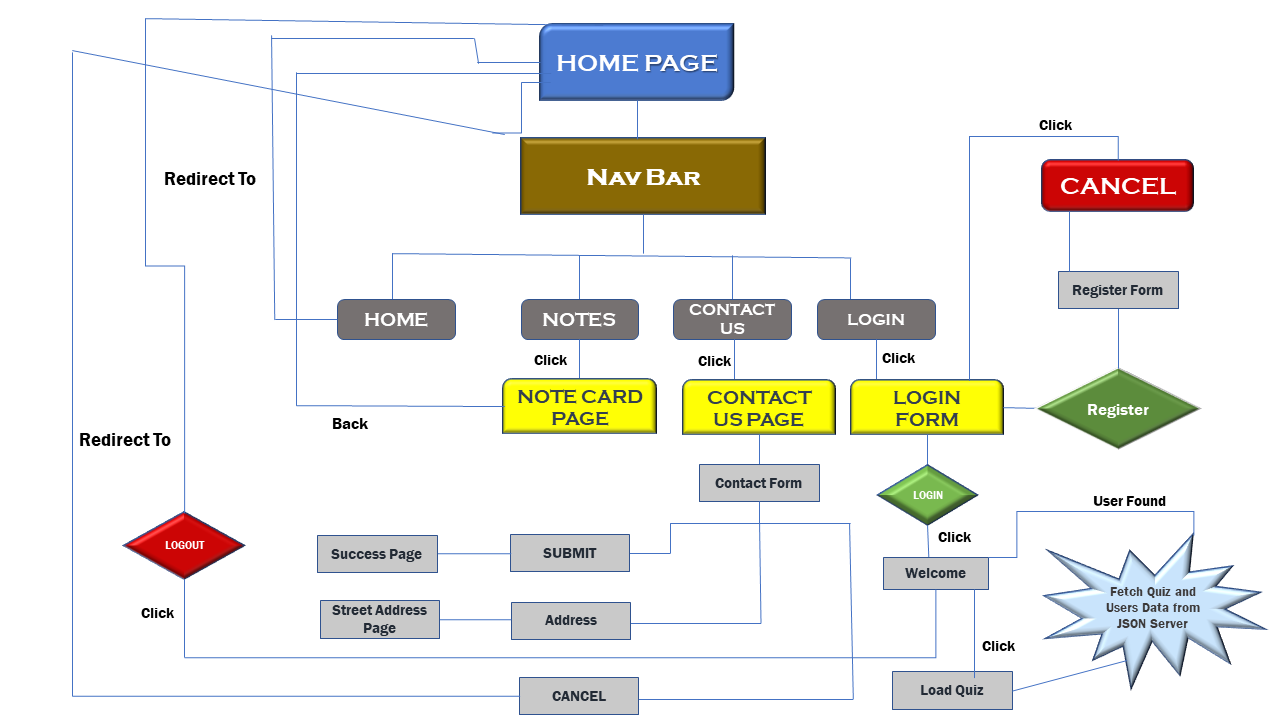 HOME PAGE
Click
Redirect To
NAV BAR
CANCEL
Register Form
HOME
NOTES
CONTACT
US
LOGIN
Click
Click
Click
NOTE CARD
PAGE
CONTACT
US PAGE
LOGIN
FORM
Register
Back
Redirect To
Contact Form
LOGIN
User Found
LOGOUT
Success Page
SUBMIT
Click
Welcome
Fetch Quiz and
Users Data from
JSON Server
Street Address
Page
Address
Click
Click
CANCEL
Load Quiz